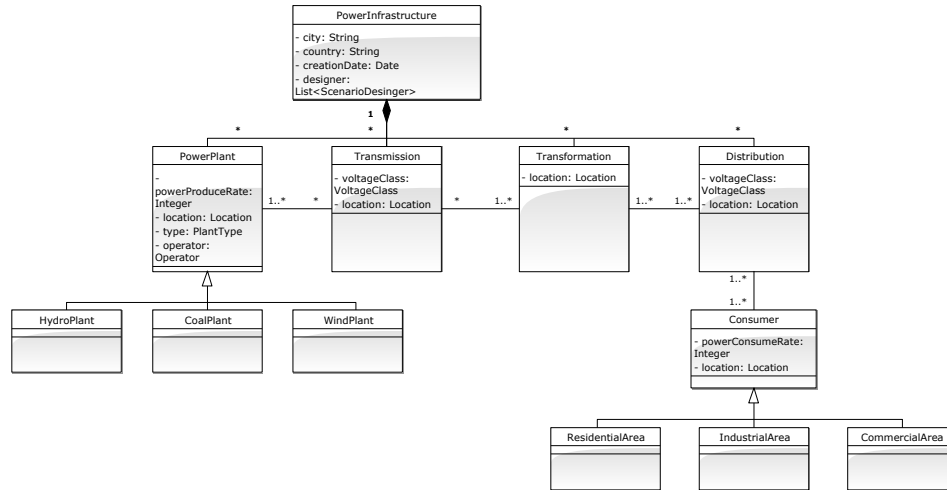 PowerInfrastructure
- city: String
- country: String
- creationDate: Date
- designer:
List<ScenarioDesinger>
1
* * * *
PowerPlant
-
powerProduceRate:
Integer
- location: Location
- type: PlantType
- operator:
Operator
1..* *
Transmission
- voltageClass:
VoltageClass
- location: Location
* 1..*
Transformation
- location: Location
1..* 1..*
Distribution
- voltageClass:
VoltageClass
- location: Location
1..*
1..*
HydroPlant
CoalPlant
WindPlant
Consumer
- powerConsumeRate:
Integer
- location: Location
ResidentialArea
IndustrialArea
CommercialArea